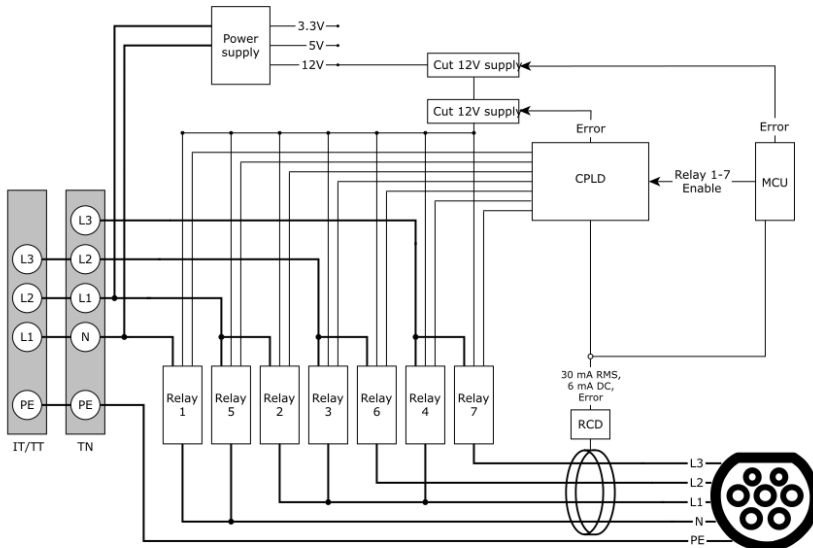 Power
supply
3.3V
5V
12V
Cut 12V supply
Cut 12V supply
Error
Error
CPLD
Relay 1-7
Enable
MCU
L3
L3
L2
L2
L1
L1
N
PE
PE
IT/TT
TN
Relay
1
Relay
5
Relay
2
Relay
3
Relay
6
Relay
4
Relay
7
30 mA RMS,
6 mA DC,
Error
RCD
L3
L2
L1
N
PE